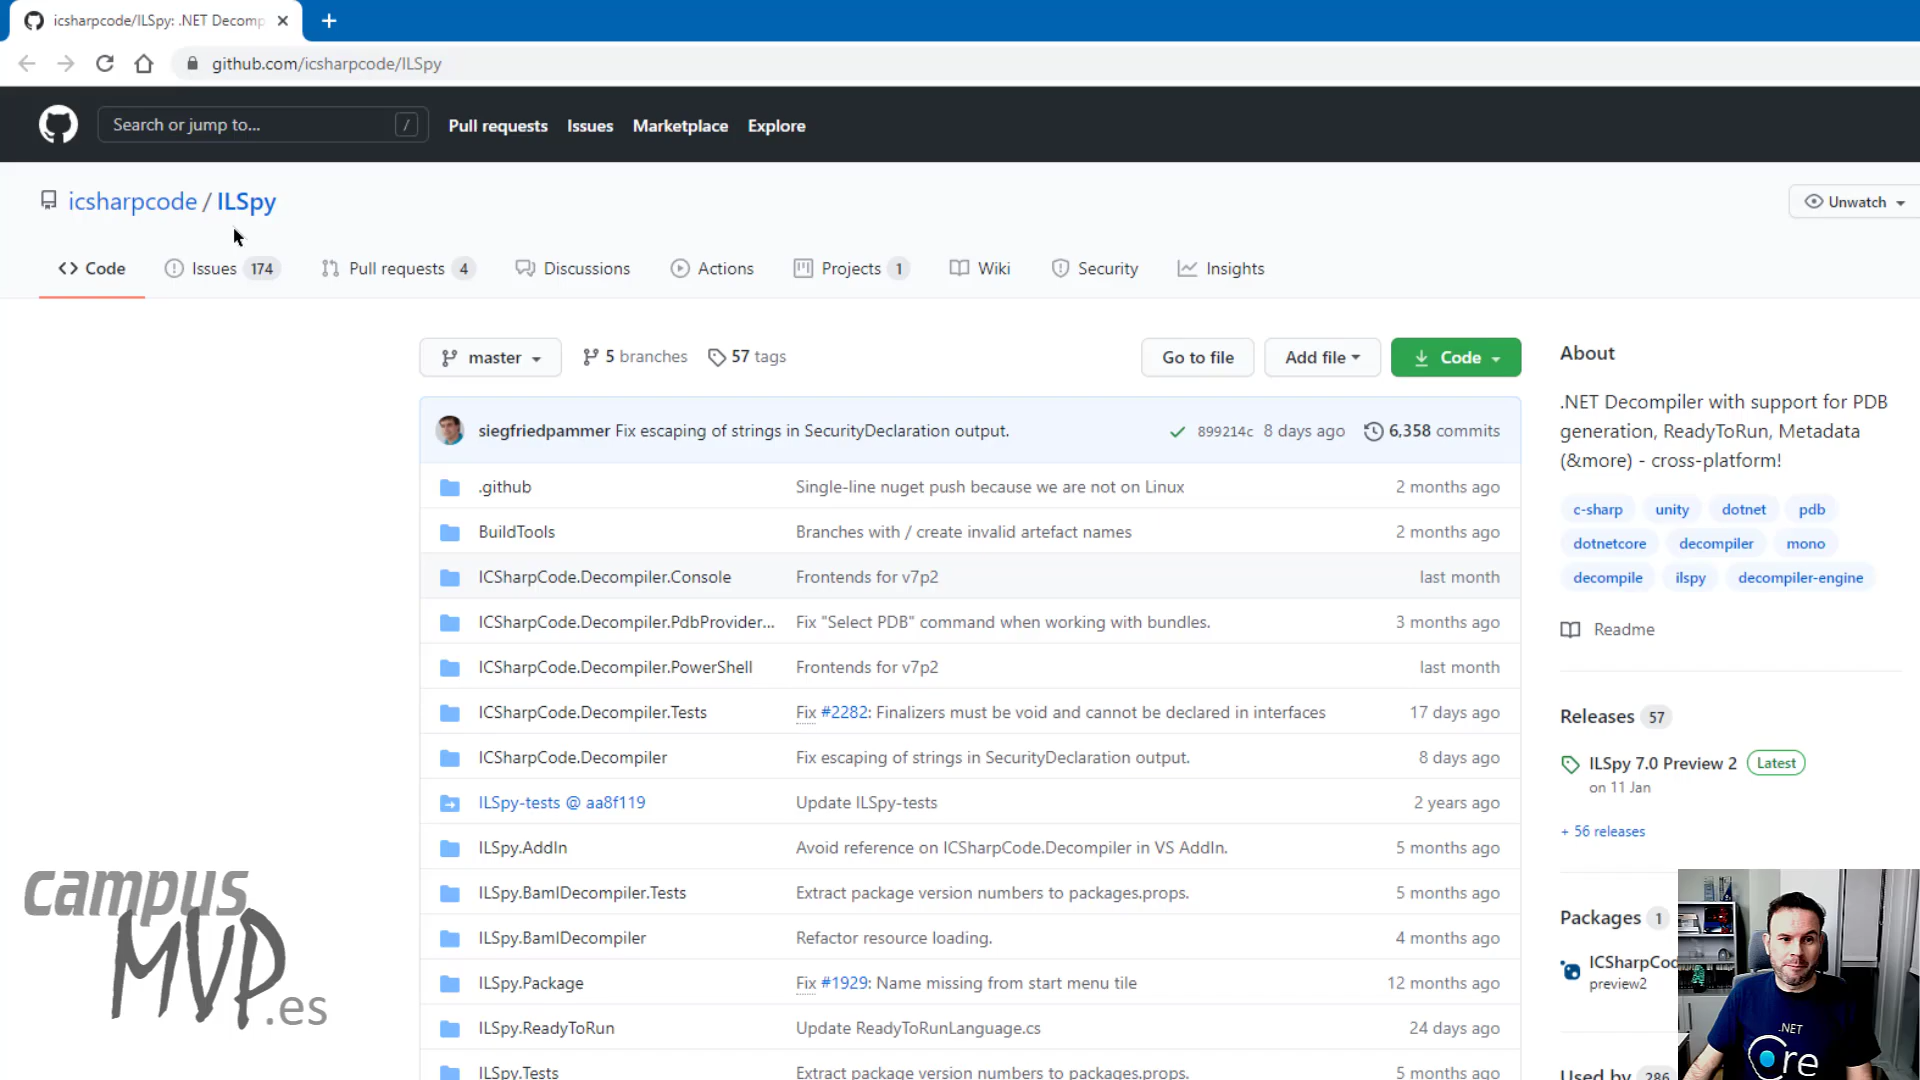 icsharpcode/ILSpy: .NET Decomp
github.com/icsharpcode/ILSpy
Search or jump to... /
Pull requests Issues Marketplace Explore
icsharpcode / ILSpy
Unwatch
Code Issues 174 Pull requests 4 Discussions Actions Projects 1 Wiki Security Insights
master 5 branches 57 tags Go to file Add file Code
siegfriedpammer Fix escaping of strings in SecurityDeclaration output. 899214c 8 days ago 6,358 commits
.github Single-line nuget push because we are not on Linux 2 months ago
BuildTools Branches with / create invalid artefact names 2 months ago
ICSharpCode.Decompiler.Console Frontends for v7p2 last month
ICSharpCode.Decompiler.PdbProvider... Fix "Select PDB" command when working with bundles. 3 months ago
ICSharpCode.Decompiler.PowerShell Frontends for v7p2 last month
ICSharpCode.Decompiler.Tests Fix #2282: Finalizers must be void and cannot be declared in interfaces 17 days ago
ICSharpCode.Decompiler Fix escaping of strings in SecurityDeclaration output. 8 days ago
ILSpy-tests @ aa8f119 Update ILSpy-tests 2 years ago
ILSpy.AddIn Avoid reference on ICSharpCode.Decompiler in VS AddIn. 5 months ago
ILSpy.BamlDecompiler.Tests Extract package version numbers to packages.props. 5 months ago
ILSpy.BamlDecompiler Refactor resource loading. 4 months ago
ILSpy.Package Fix #1929: Name missing from start menu tile 12 months ago
ILSpy.ReadyToRun Update ReadyToRunLanguage.cs 24 days ago
ILSpy.Tests Extract package version numbers to packages.props. 5 months ago
About
.NET Decompiler with support for PDB
generation, ReadyToRun, Metadata
(&more) - cross-platform!
c-sharp unity dotnet pdb
dotnetcore decompiler mono
decompile ilspy decompiler-engine
Readme
Releases 57
ILSpy 7.0 Preview 2 Latest
on 11 Jan
+ 56 releases
Packages 1
ICSharpCod
preview2
Used by 286
campus
MVP.es
.NET
Core